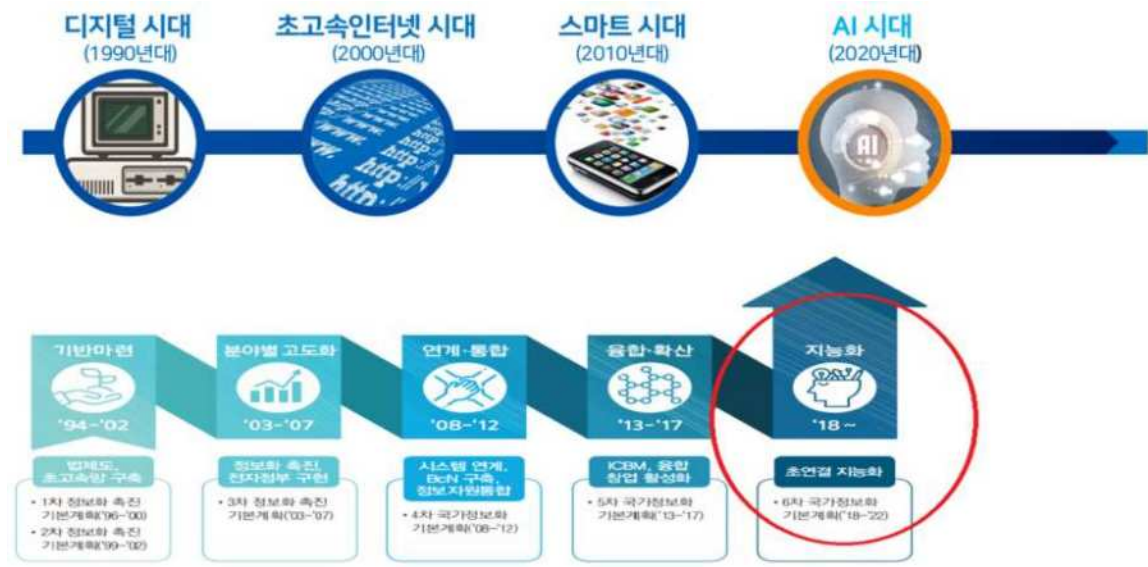 디지털 시대
(1990년대)
초고속인터넷 시대
(2000년대)
스마트 시대
(2010년대)
AI 시대
(2020년대)
www.
http://
http://
http://
AI
기반마련
'94-'02
분야별 고도화
'03-'07
연계·통합
'08-'12
융합·확산
'13-'17
지능화
'18~
법제도,
초고속망 구축
• 1차 정보화 촉진
기본계획('96-'00)
• 2차 정보화 촉진
기본계획('99-'02)
정보화 촉진,
전자정부 구현
• 3차 정보화 촉진
기본계획('03-'07)
시스템 연계,
BcN 구축,
정보자원통합
• 4차 국가정보화
기본계획('08-'12)
ICBM, 융합
창업 활성화
• 5차 국가정보화
기본계획('13-'17)
초연결 지능화
• 6차 국가정보화
기본계획('18-'22)